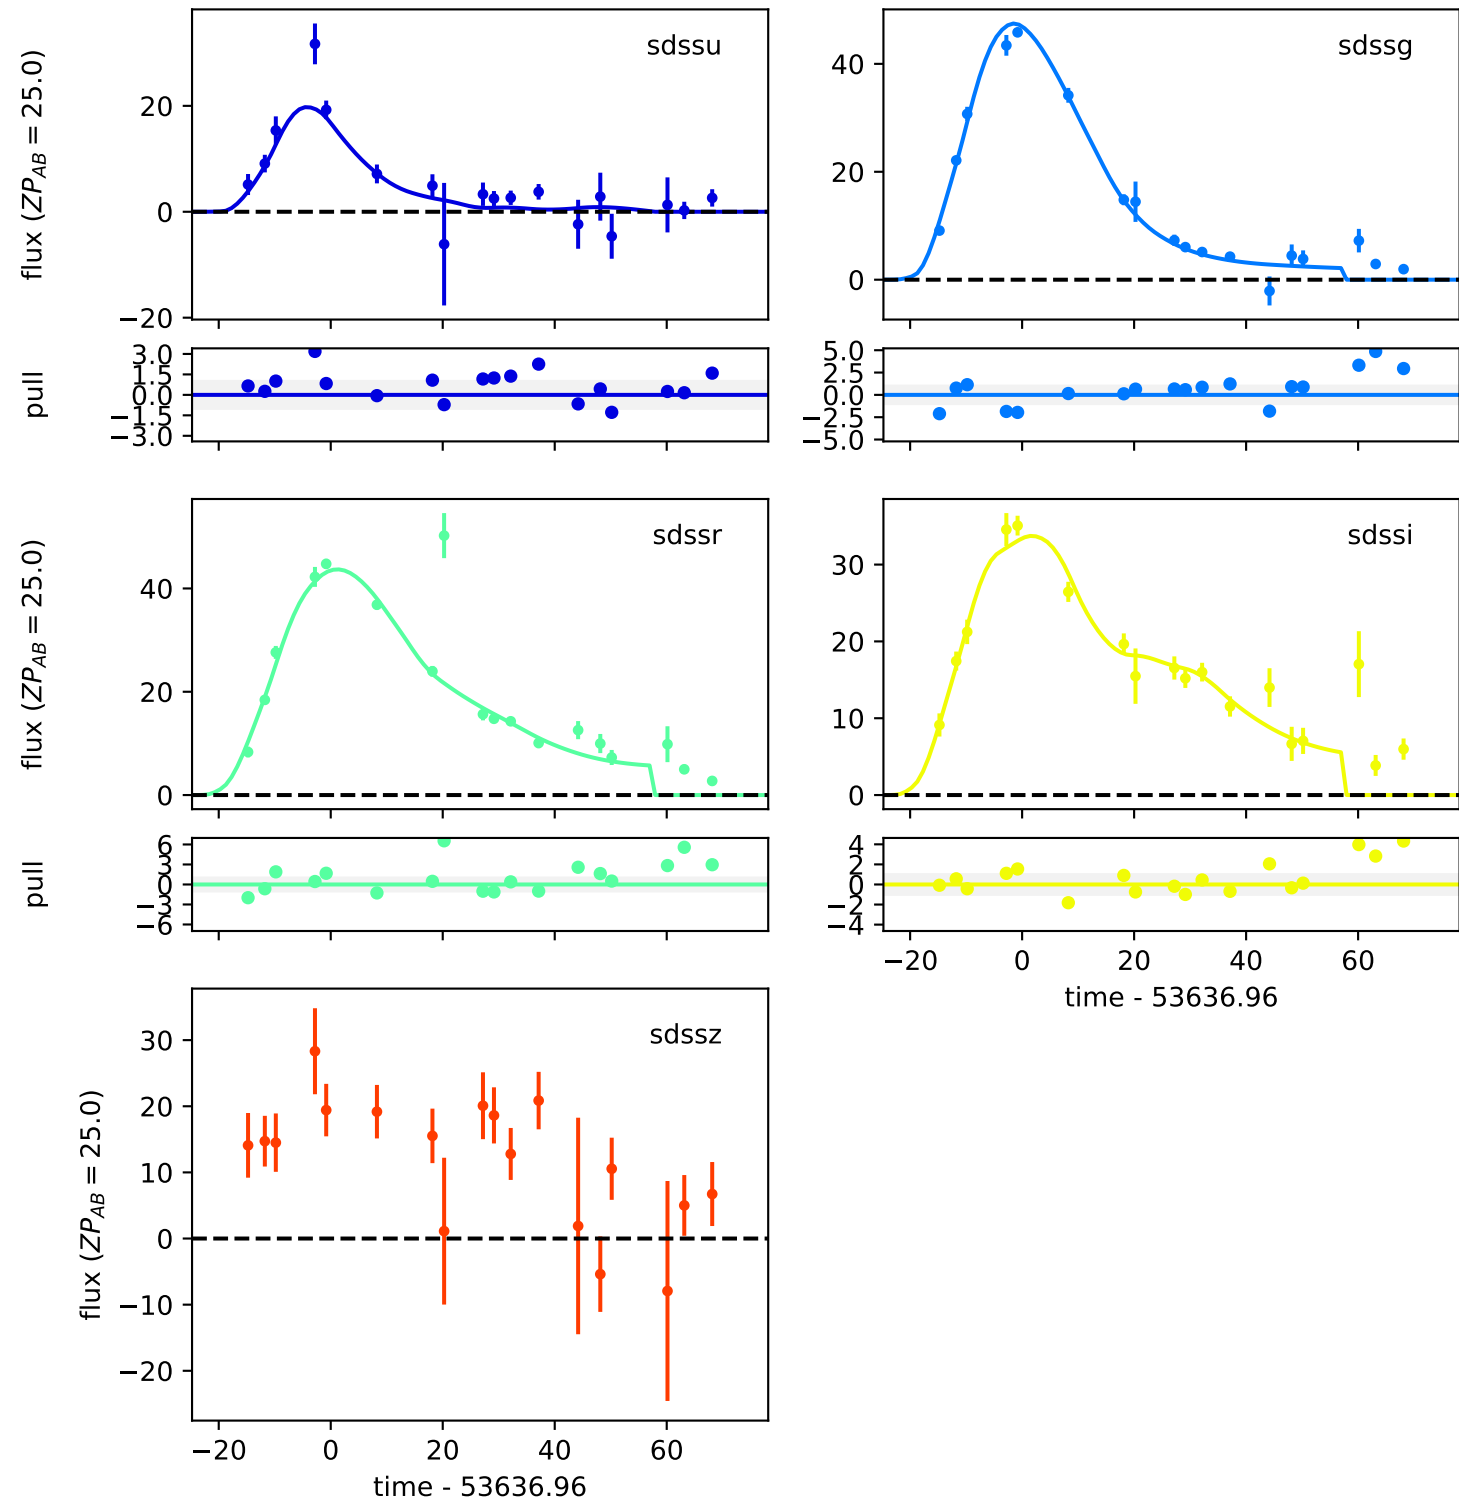 flux (ZP_AB = 25.0)
20
0
−20
sdssu
40
20
0
sdssg
pull
3.0
1.5
0.0
−1.5
−3.0
5.0
2.5
0.0
−2.5
−5.0
flux (ZP_AB = 25.0)
40
20
0
sdssr
30
20
10
0
sdssi
pull
6
3
0
−3
−6
4
2
0
−2
−4
−20 0 20 40 60
time - 53636.96
flux (ZP_AB = 25.0)
30
20
10
0
−10
−20
sdssz
−20 0 20 40 60
time - 53636.96